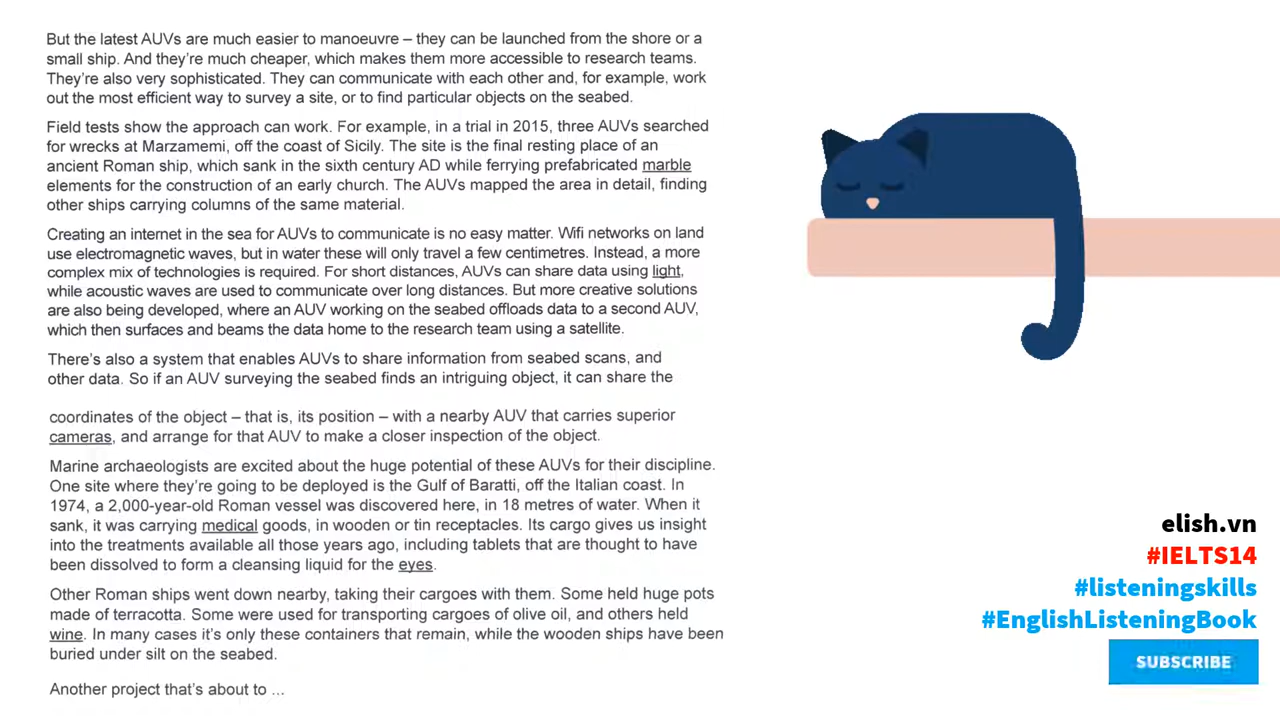 But the latest AUVs are much easier to manoeuvre – they can be launched from the shore or a
small ship. And they're much cheaper, which makes them more accessible to research teams.
They're also very sophisticated. They can communicate with each other and, for example, work
out the most efficient way to survey a site, or to find particular objects on the seabed.
Field tests show the approach can work. For example, in a trial in 2015, three AUVs searched
for wrecks at Marzamemi, off the coast of Sicily. The site is the final resting place of an
ancient Roman ship, which sank in the sixth century AD while ferrying prefabricated marble
elements for the construction of an early church. The AUVs mapped the area in detail, finding
other ships carrying columns of the same material.
Creating an internet in the sea for AUVs to communicate is no easy matter. Wifi networks on land
use electromagnetic waves, but in water these will only travel a few centimetres. Instead, a more
complex mix of technologies is required. For short distances, AUVs can share data using light,
while acoustic waves are used to communicate over long distances. But more creative solutions
are also being developed, where an AUV working on the seabed offloads data to a second AUV,
which then surfaces and beams the data home to the research team using a satellite.
There's also a system that enables AUVs to share information from seabed scans, and
other data. So if an AUV surveying the seabed finds an intriguing object, it can share the
coordinates of the object – that is, its position – with a nearby AUV that carries superior
cameras, and arrange for that AUV to make a closer inspection of the object.
Marine archaeologists are excited about the huge potential of these AUVs for their discipline.
One site where they're going to be deployed is the Gulf of Baratti, off the Italian coast. In
1974, a 2,000-year-old Roman vessel was discovered here, in 18 metres of water. When it
sank, it was carrying medical goods, in wooden or tin receptacles. Its cargo gives us insight
into the treatments available all those years ago, including tablets that are thought to have
been dissolved to form a cleansing liquid for the eyes.
Other Roman ships went down nearby, taking their cargoes with them. Some held huge pots
made of terracotta. Some were used for transporting cargoes of olive oil, and others held
wine. In many cases it's only these containers that remain, while the wooden ships have been
buried under silt on the seabed.
Another project that's about to ...
elish.vn
#IELTS14
#listeningskills
#EnglishListeningBook
SUBSCRIBE